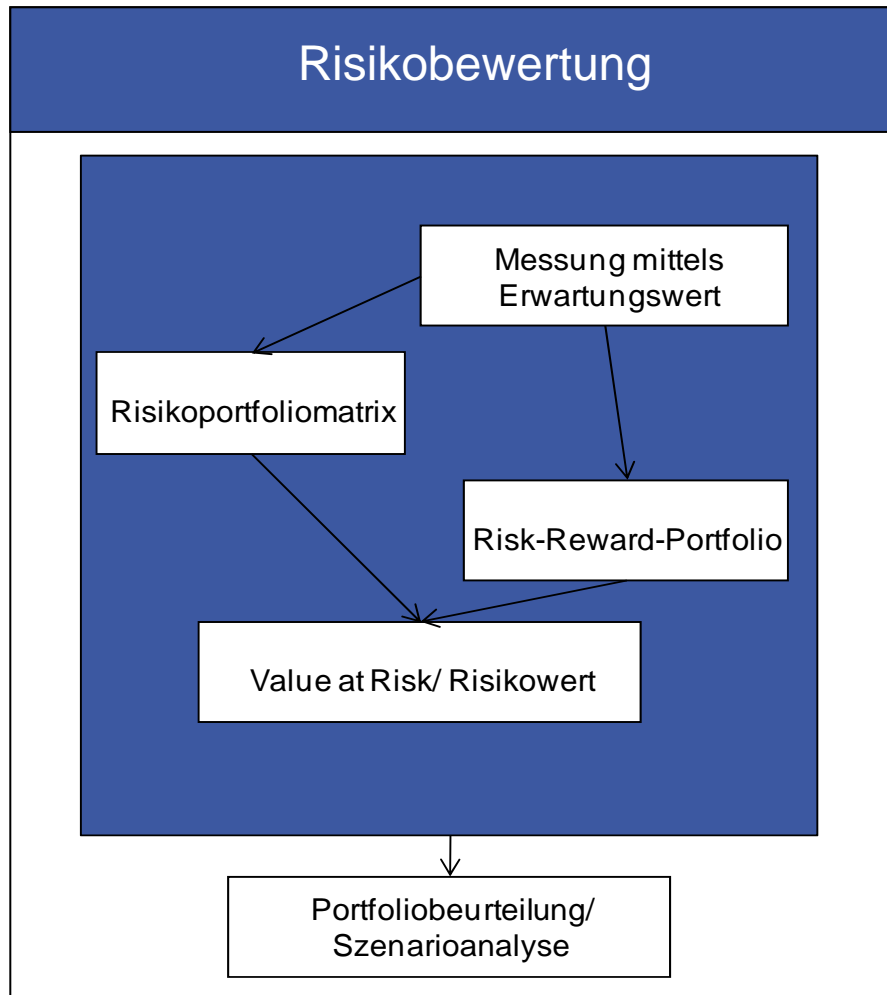 Risikobewertung
Messung mittels
Erwartungswert
Risikoportfoliomatrix
Risk-Reward-Portfolio
Value at Risk/ Risikowert
Portfoliobeurteilung/
Szenarioanalyse